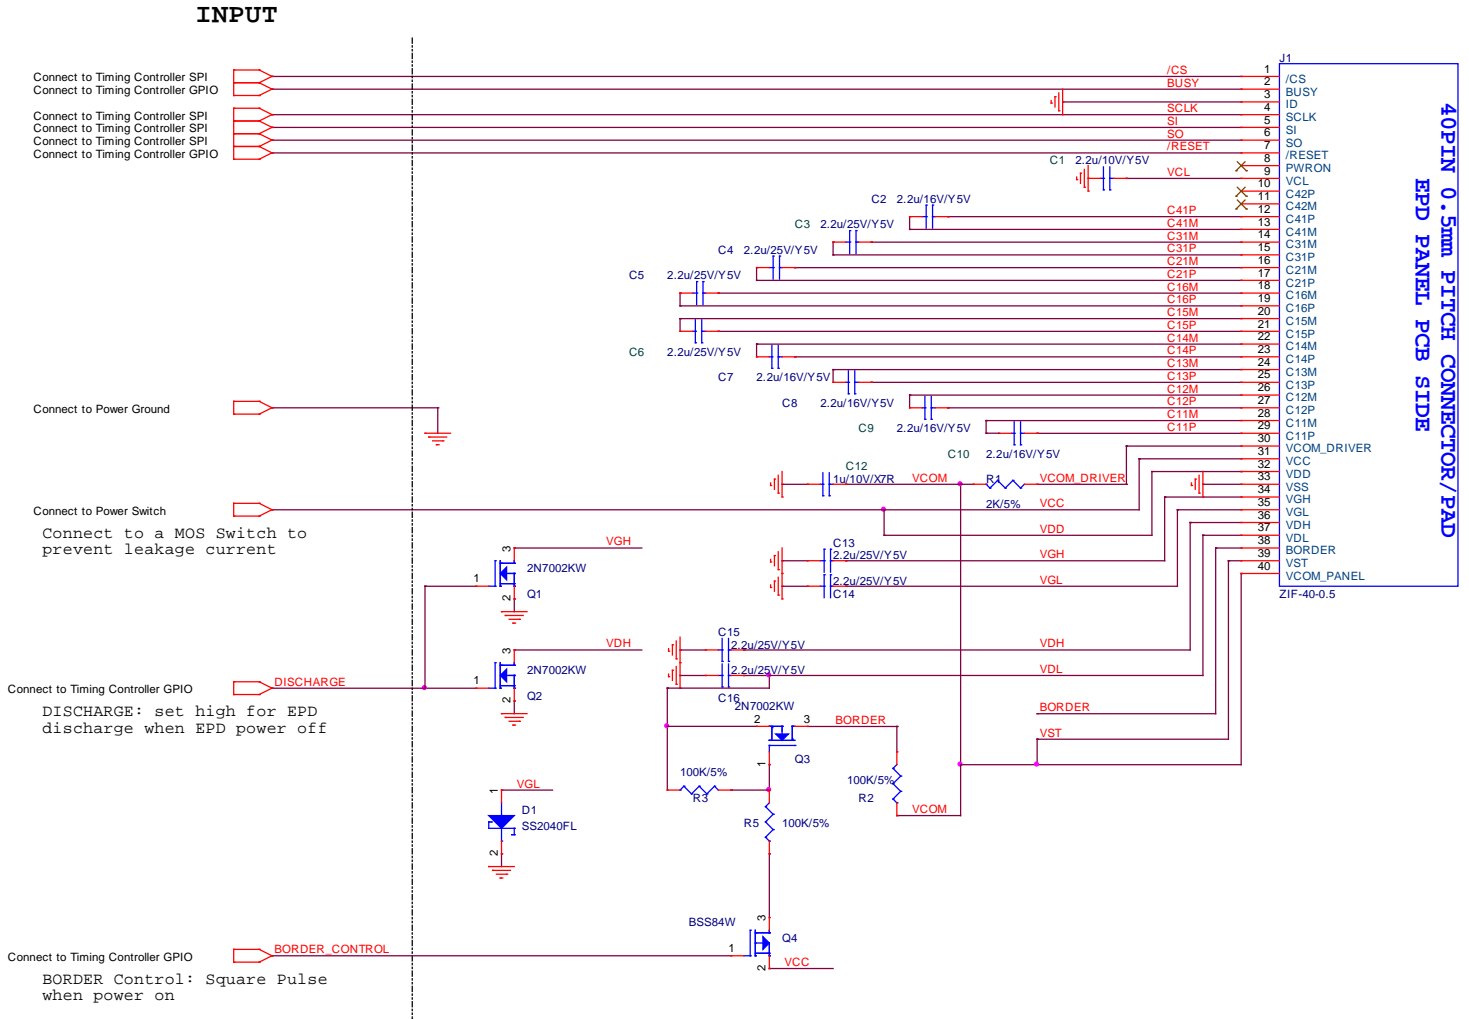 INPUT
Connect to Timing Controller SPI
Connect to Timing Controller GPIO
Connect to Timing Controller SPI
Connect to Timing Controller SPI
Connect to Timing Controller SPI
Connect to Timing Controller GPIO
Connect to Power Ground
Connect to Power Switch
Connect to a MOS Switch to
prevent leakage current
Connect to Timing Controller GPIO
DISCHARGE
DISCHARGE: set high for EPD
discharge when EPD power off
Connect to Timing Controller GPIO
BORDER_CONTROL
BORDER Control: Square Pulse
when power on
3
VGH
2N7002KW
1
2
Q1
3
VDH
2N7002KW
1
2
Q2
1
VGL
D1
SS2040FL
2
C1 2.2u/10V/Y5V
C2 2.2u/16V/Y5V
C3 2.2u/25V/Y5V
C4 2.2u/25V/Y5V
C5 2.2u/25V/Y5V
C6 2.2u/25V/Y5V
C7 2.2u/16V/Y5V
C8 2.2u/16V/Y5V
C9 2.2u/16V/Y5V
C10 2.2u/16V/Y5V
C12
1u/10V/X7R
VCOM
R1
2K/5%
VCOM_DRIVER
VCC
VDD
C13
2.2u/25V/Y5V
VGH
2.2u/25V/Y5V
C14
VGL
C15
2.2u/25V/Y5V
VDH
2.2u/25V/Y5V
C16
VDL
2N7002KW
2
3
BORDER
1
Q3
100K/5%
R3
100K/5%
R2
VCOM
R5 100K/5%
BSS84W
3
1
Q4
2
VCC
BORDER
VST
/CS
BUSY
SCLK
SI
SO
/RESET
VCL
C41P
C41M
C31M
C31P
C21M
C21P
C16M
C16P
C15M
C15P
C14M
C14P
C13M
C13P
C12M
C12P
C11M
C11P
J1
1 /CS
2 BUSY
3 ID
4 SCLK
5 SI
6 SO
7 /RESET
8 PWRON
9 VCL
10 C42P
11 C42M
12 C41P
13 C41M
14 C31M
15 C31P
16 C21M
17 C21P
18 C16M
19 C16P
20 C15M
21 C15P
22 C14M
23 C14P
24 C13M
25 C13P
26 C12M
27 C12P
28 C11M
29 C11P
30 VCOM_DRIVER
31 VCC
32 VDD
33 VSS
34 VGH
35 VGL
36 VDH
37 VDL
38 BORDER
39 VST
40 VCOM_PANEL
ZIF-40-0.5
40PIN 0.5mm PITCH CONNECTOR/PAD
EPD PANEL PCB SIDE